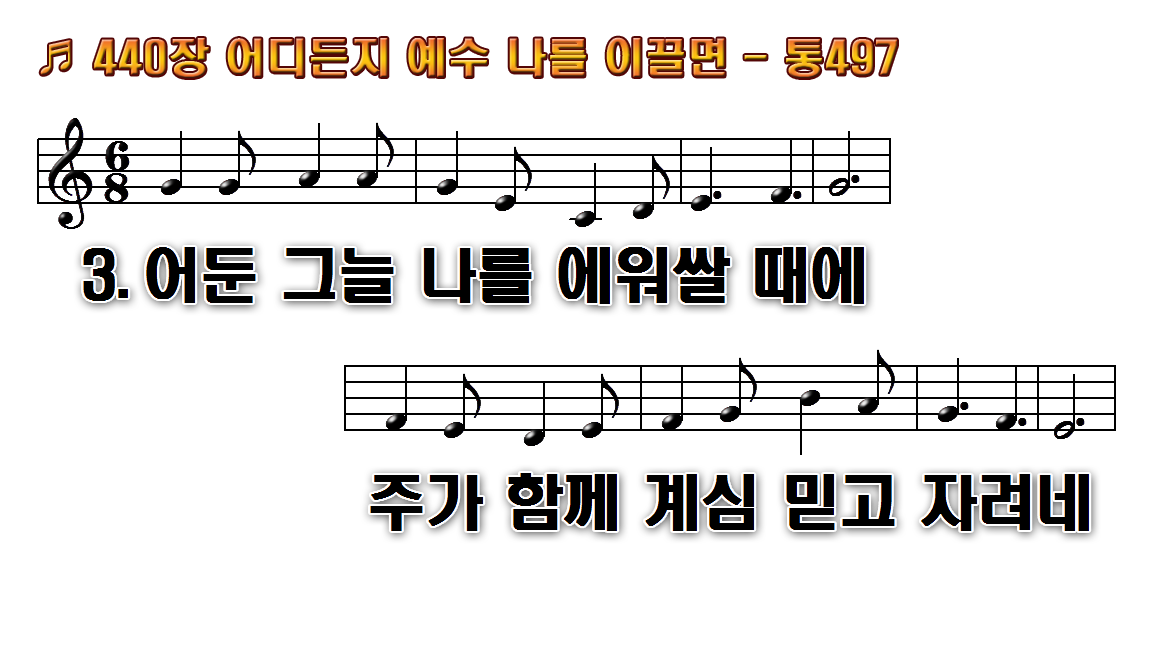 ♬ 440장 어디든지 예수 나를 이끌면 - 통497
6
8
3. 어둔 그늘 나를 에워쌀 때에
주가 함께 계심 믿고 자려네